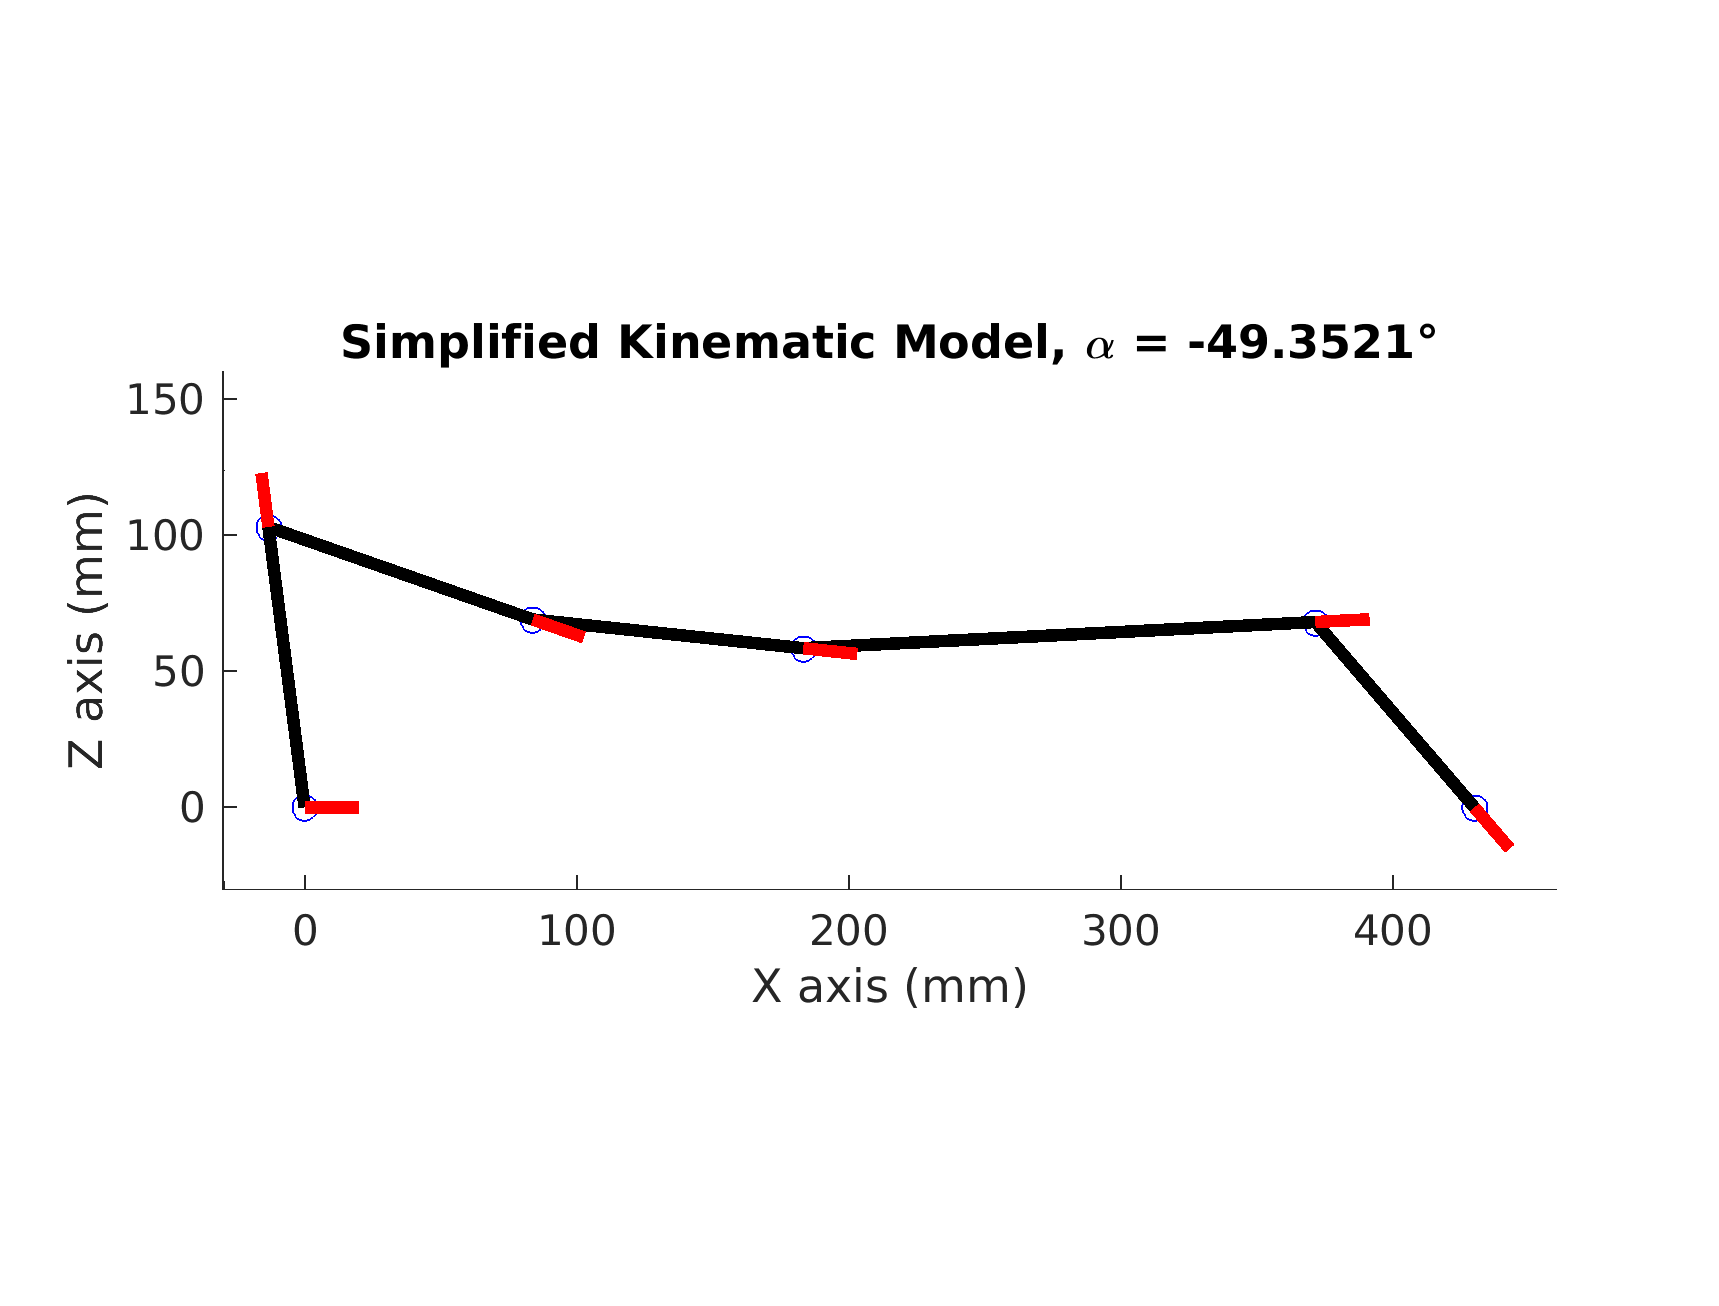 Simplified Kinematic Model, α = -49.3521°
150
100
50
0
Z axis (mm)
0 100 200 300 400
X axis (mm)